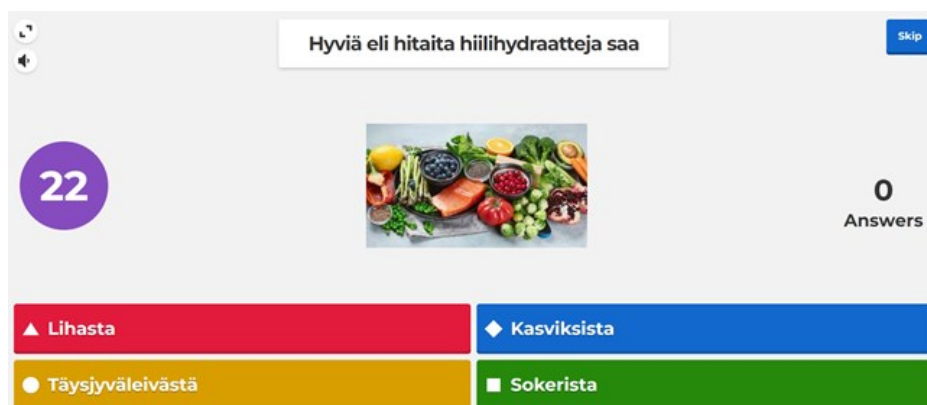 Hyviä eli hitaita hiilihydraatteja saa
Skip
22
0
Answers
Lihasta
Kasviksista
Täysjyväleivästä
Sokerista